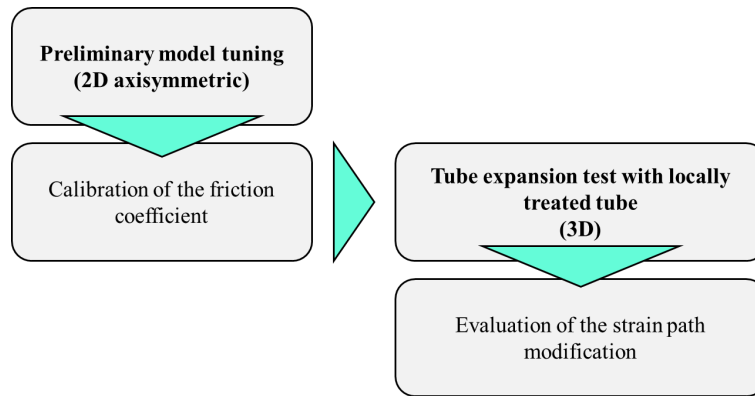 Preliminary model tuning
(2D axisymmetric)
Calibration of the friction
coefficient
Tube expansion test with locally
treated tube
(3D)
Evaluation of the strain path
modification